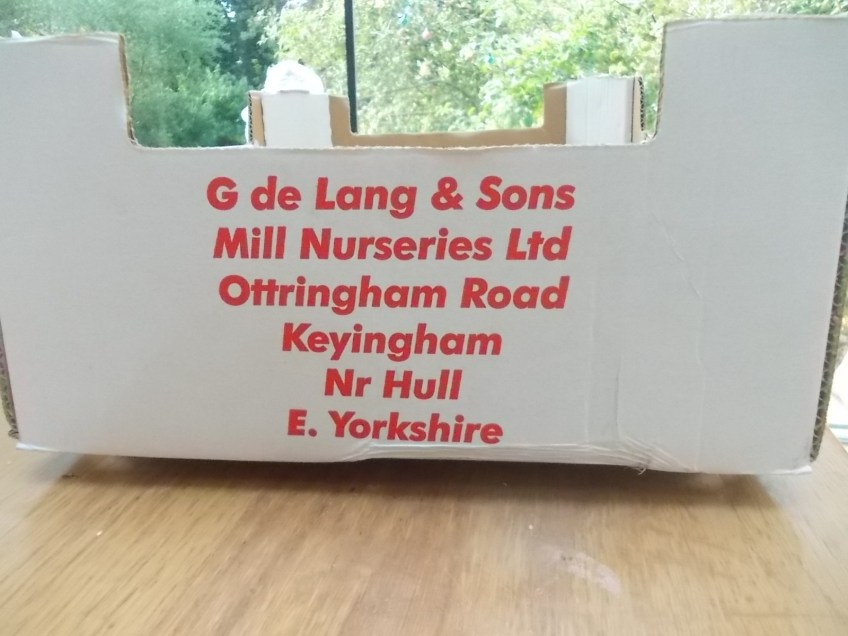 G de Lang & Sons
Mill Nurseries Ltd
Ottringham Road
Keyingham
Nr Hull
E. Yorkshire